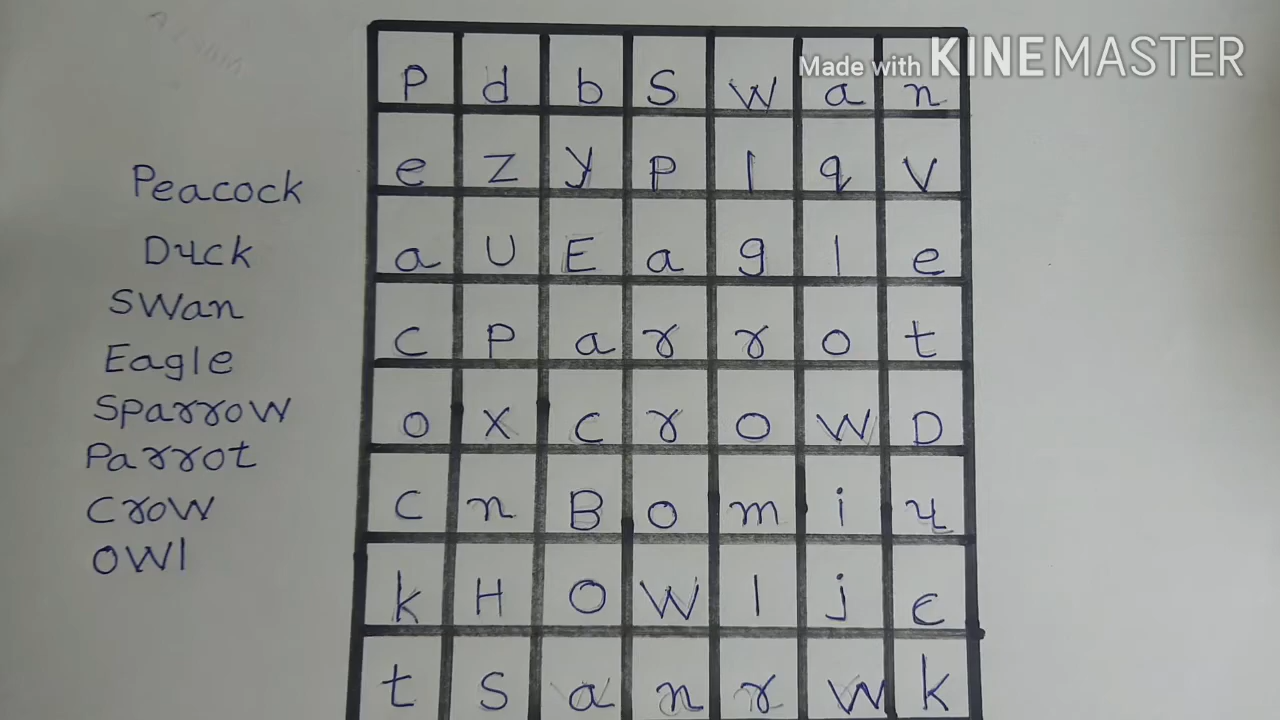 Made with KINEMASTER
P d b S W a n
e z y P l q v
a U E a g l e
c P a r r o t
o x c r o w D
c n B o m i u
k H O W l j c
t S a n r w k
Peacock
Duck
Swan
Eagle
Sparrow
Parrot
Crow
Owl